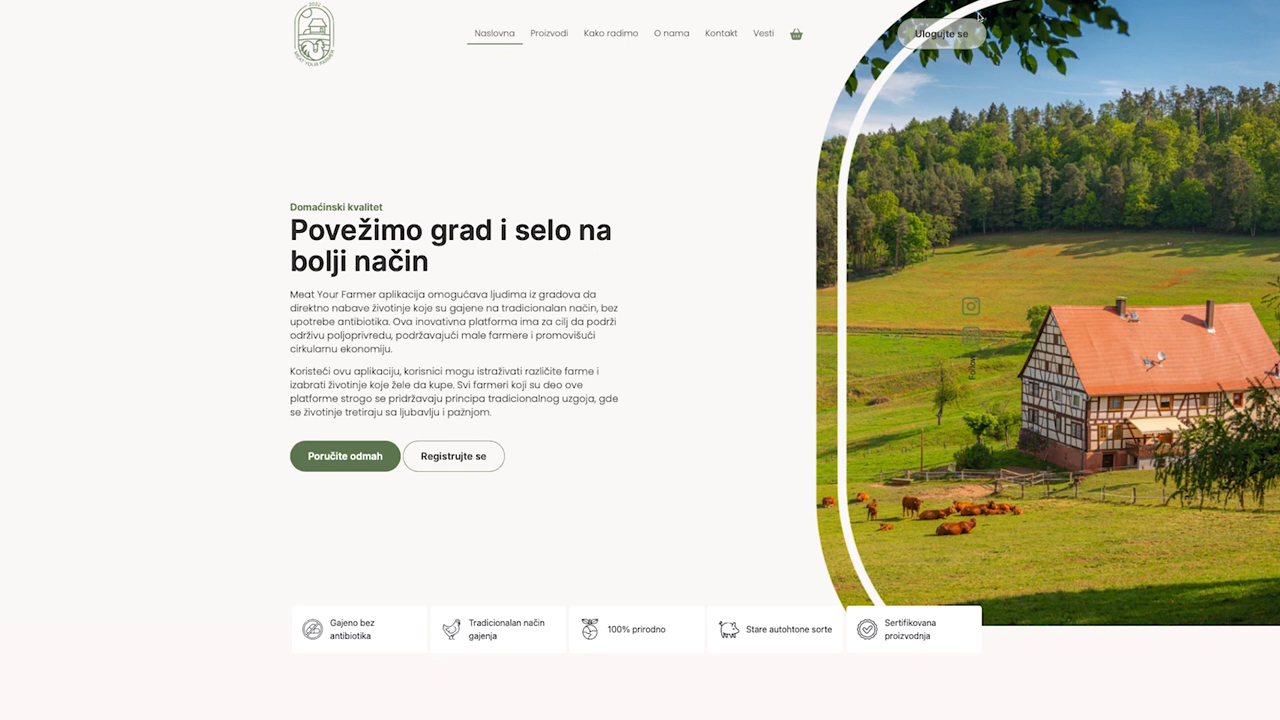 2022
MEAT YOUR FARMER
Naslovna
Proizvodi
Kako radimo
O nama
Kontakt
Vesti
Ulogujte se
Domaćinski kvalitet
Povežimo grad i selo na
bolji način
Meat Your Farmer aplikacija omogućava ljudima iz gradova da
direktno nabave životinje koje su gajene na tradicionalan način, bez
upotrebe antibiotika. Ova inovativna platforma ima za cilj da podrži
održivu poljoprivredu, podržavajući male farmere i promovišući
cirkularnu ekonomiju.
Koristeći ovu aplikaciju, korisnici mogu istraživati različite farme i
izabrati životinje koje žele da kupe. Svi farmeri koji su deo ove
platforme strogo se pridržavaju principa tradicionalnog uzgoja, gde
se životinje tretiraju sa ljubavlju i pažnjom.
Poručite odmah
Registrujte se
Follow
Gajeno bez
antibiotika
Tradicionalan način
gajenja
100% prirodno
Stare autohtone sorte
Sertifikovana
proizvodnja